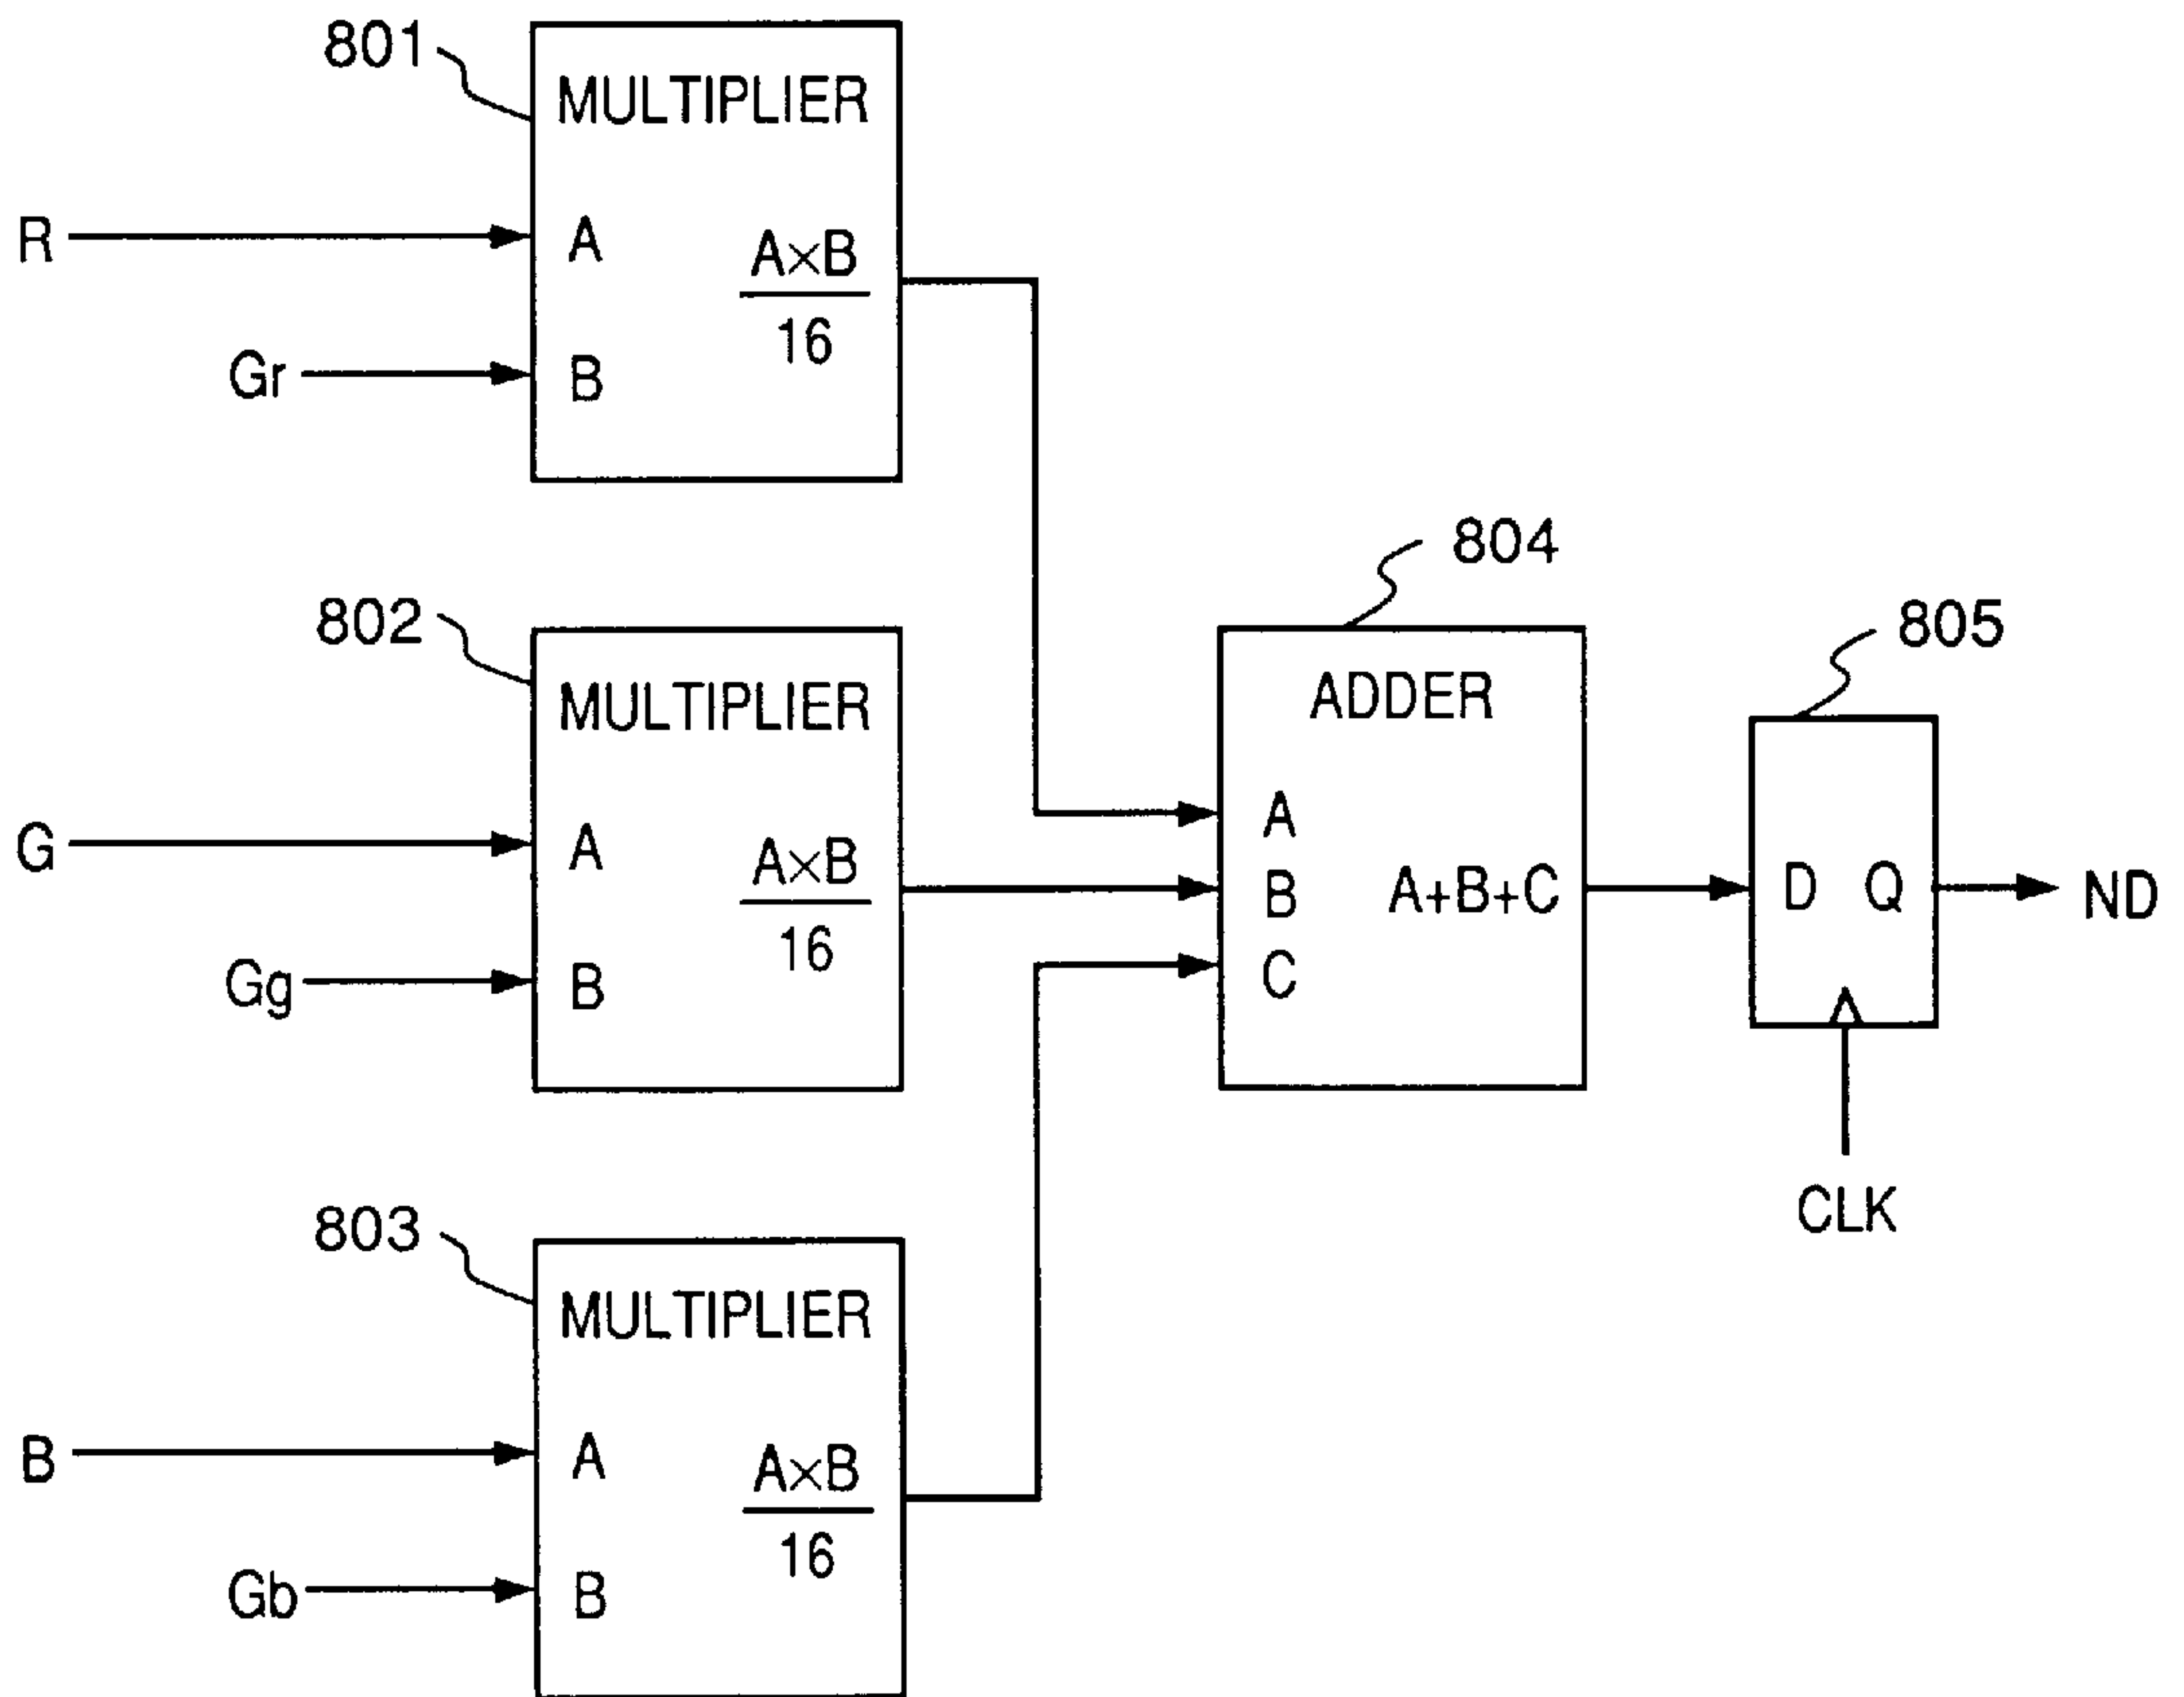 801
MULTIPLIER
R
A
A×B
16
Gr
B
802
MULTIPLIER
G
A
A×B
16
Gg
B
803
MULTIPLIER
B
A
A×B
16
Gb
B
804
ADDER
A
B
A+B+C
C
805
D Q
ND
CLK